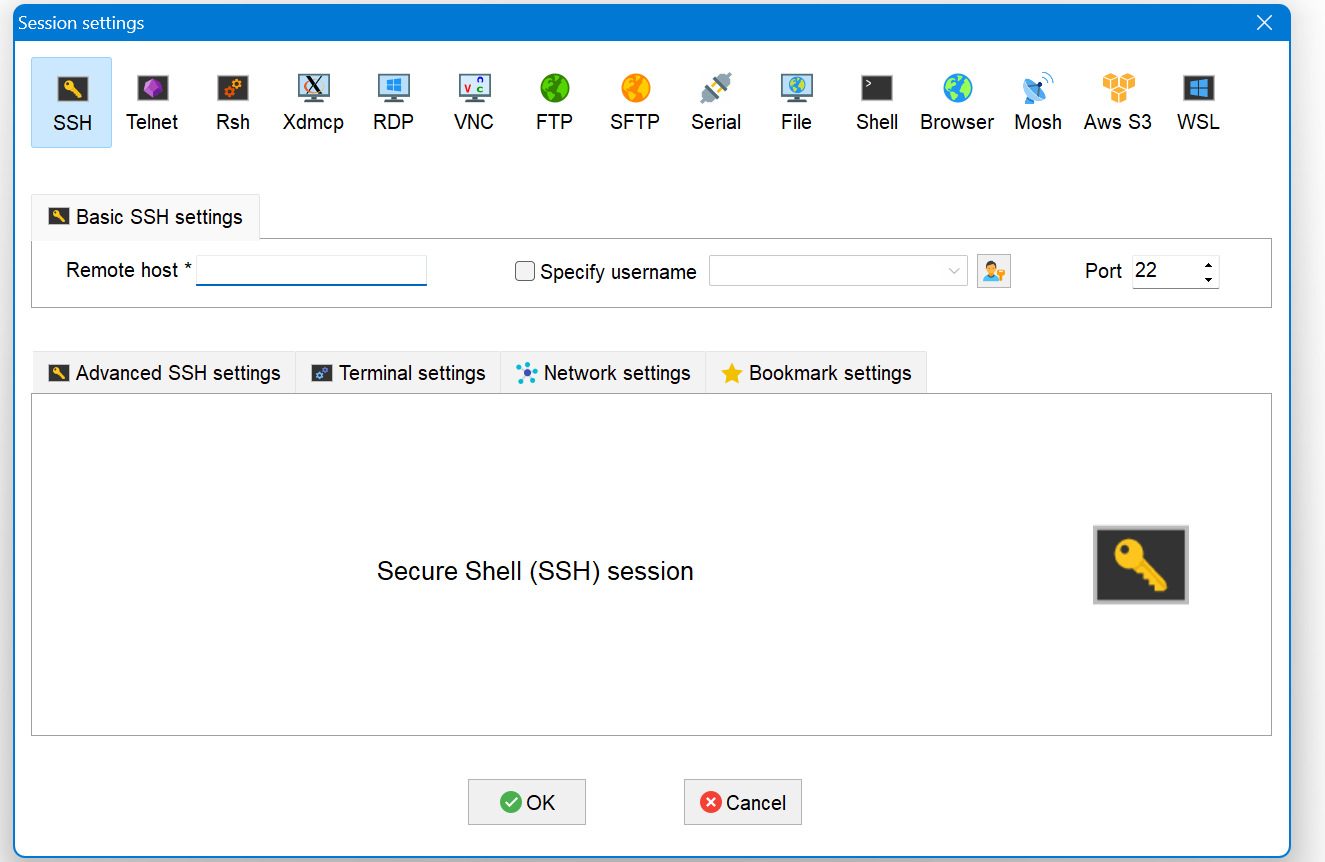 Session settings
SSH Telnet Rsh Xdmcp RDP VNC FTP SFTP Serial File Shell Browser Mosh Aws S3 WSL
Basic SSH settings
Remote host * Specify username Port 22
Advanced SSH settings Terminal settings Network settings Bookmark settings
Secure Shell (SSH) session
OK Cancel